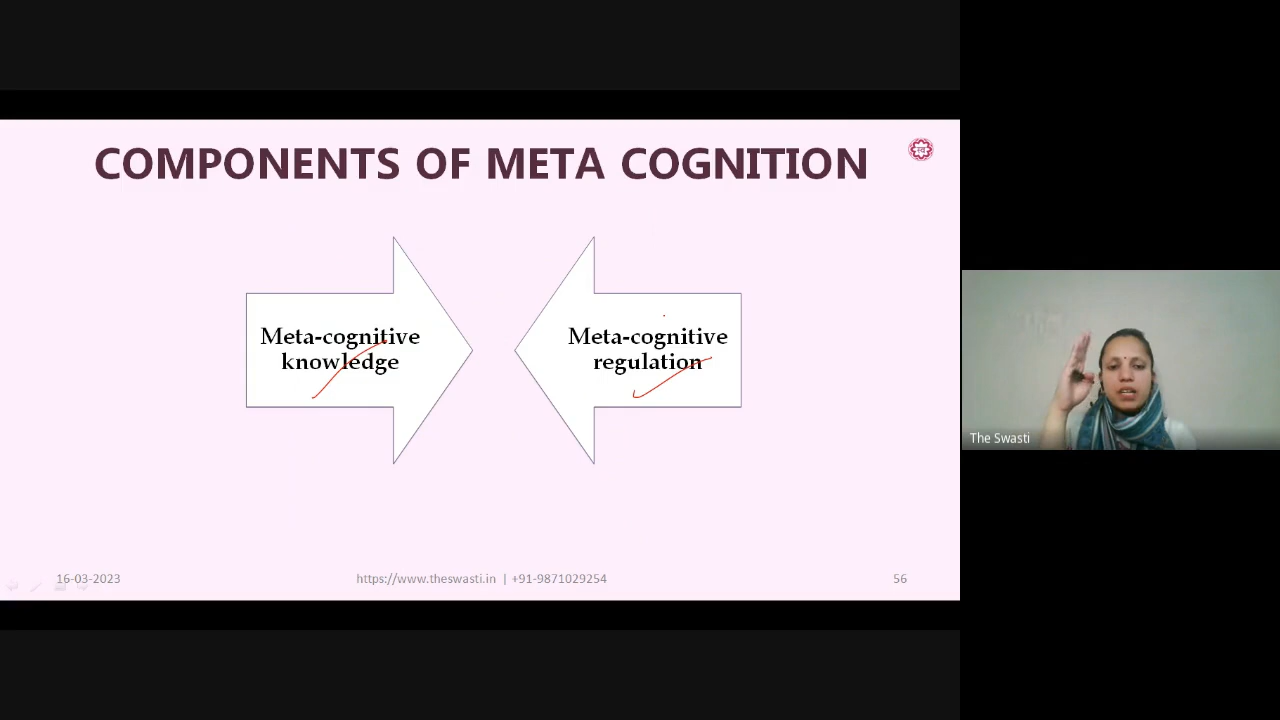 COMPONENTS OF META COGNITION
Meta-cognitive
knowledge
Meta-cognitive
regulation
The Swasti
16-03-2023
https://www.theswasti.in | +91-9871029254
56